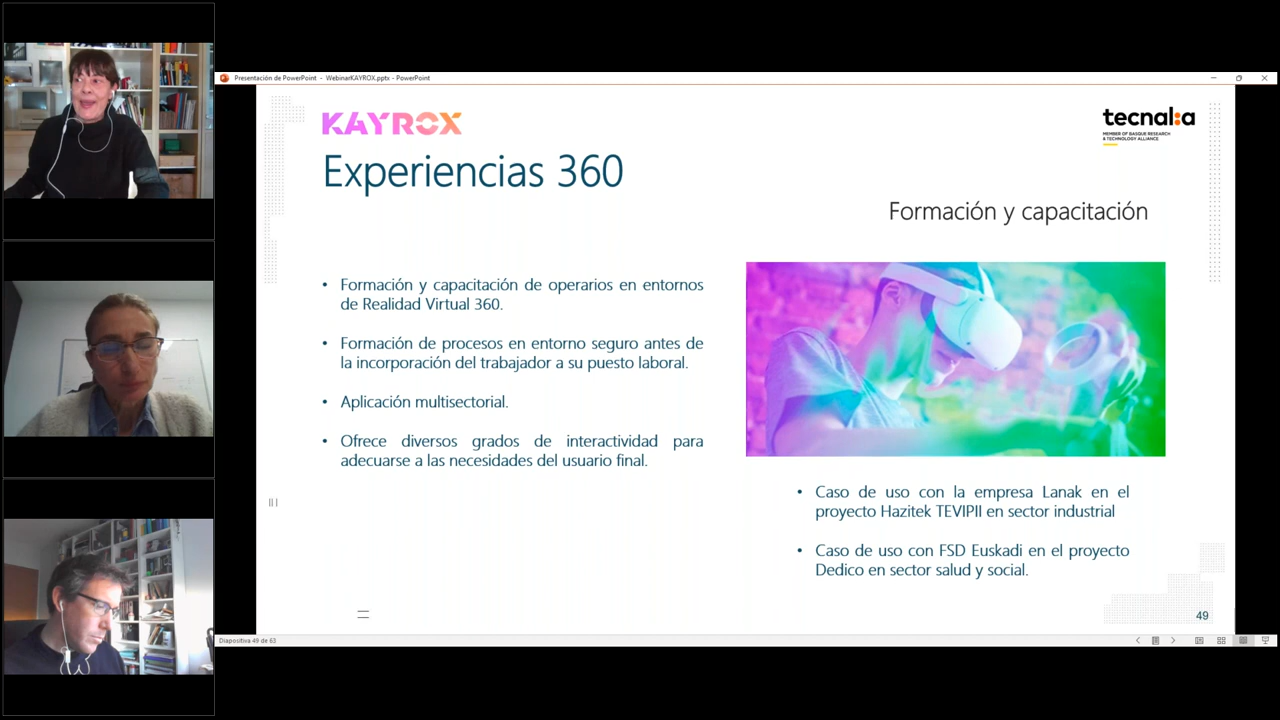 Presentación de PowerPoint - WebinarKAYROX.pptx - PowerPoint
KAYROX
tecnal:a
MEMBER OF BASQUE RESEARCH
& TECHNOLOGY ALLIANCE
Experiencias 360
Formación y capacitación
• Formación y capacitación de operarios en entornos
de Realidad Virtual 360.
• Formación de procesos en entorno seguro antes de
la incorporación del trabajador a su puesto laboral.
• Aplicación multisectorial.
• Ofrece diversos grados de interactividad para
adecuarse a las necesidades del usuario final.
• Caso de uso con la empresa Lanak en el
proyecto Hazitek TEVIPII en sector industrial
• Caso de uso con FSD Euskadi en el proyecto
Dedico en sector salud y social.
49
Diapositiva 49 de 63